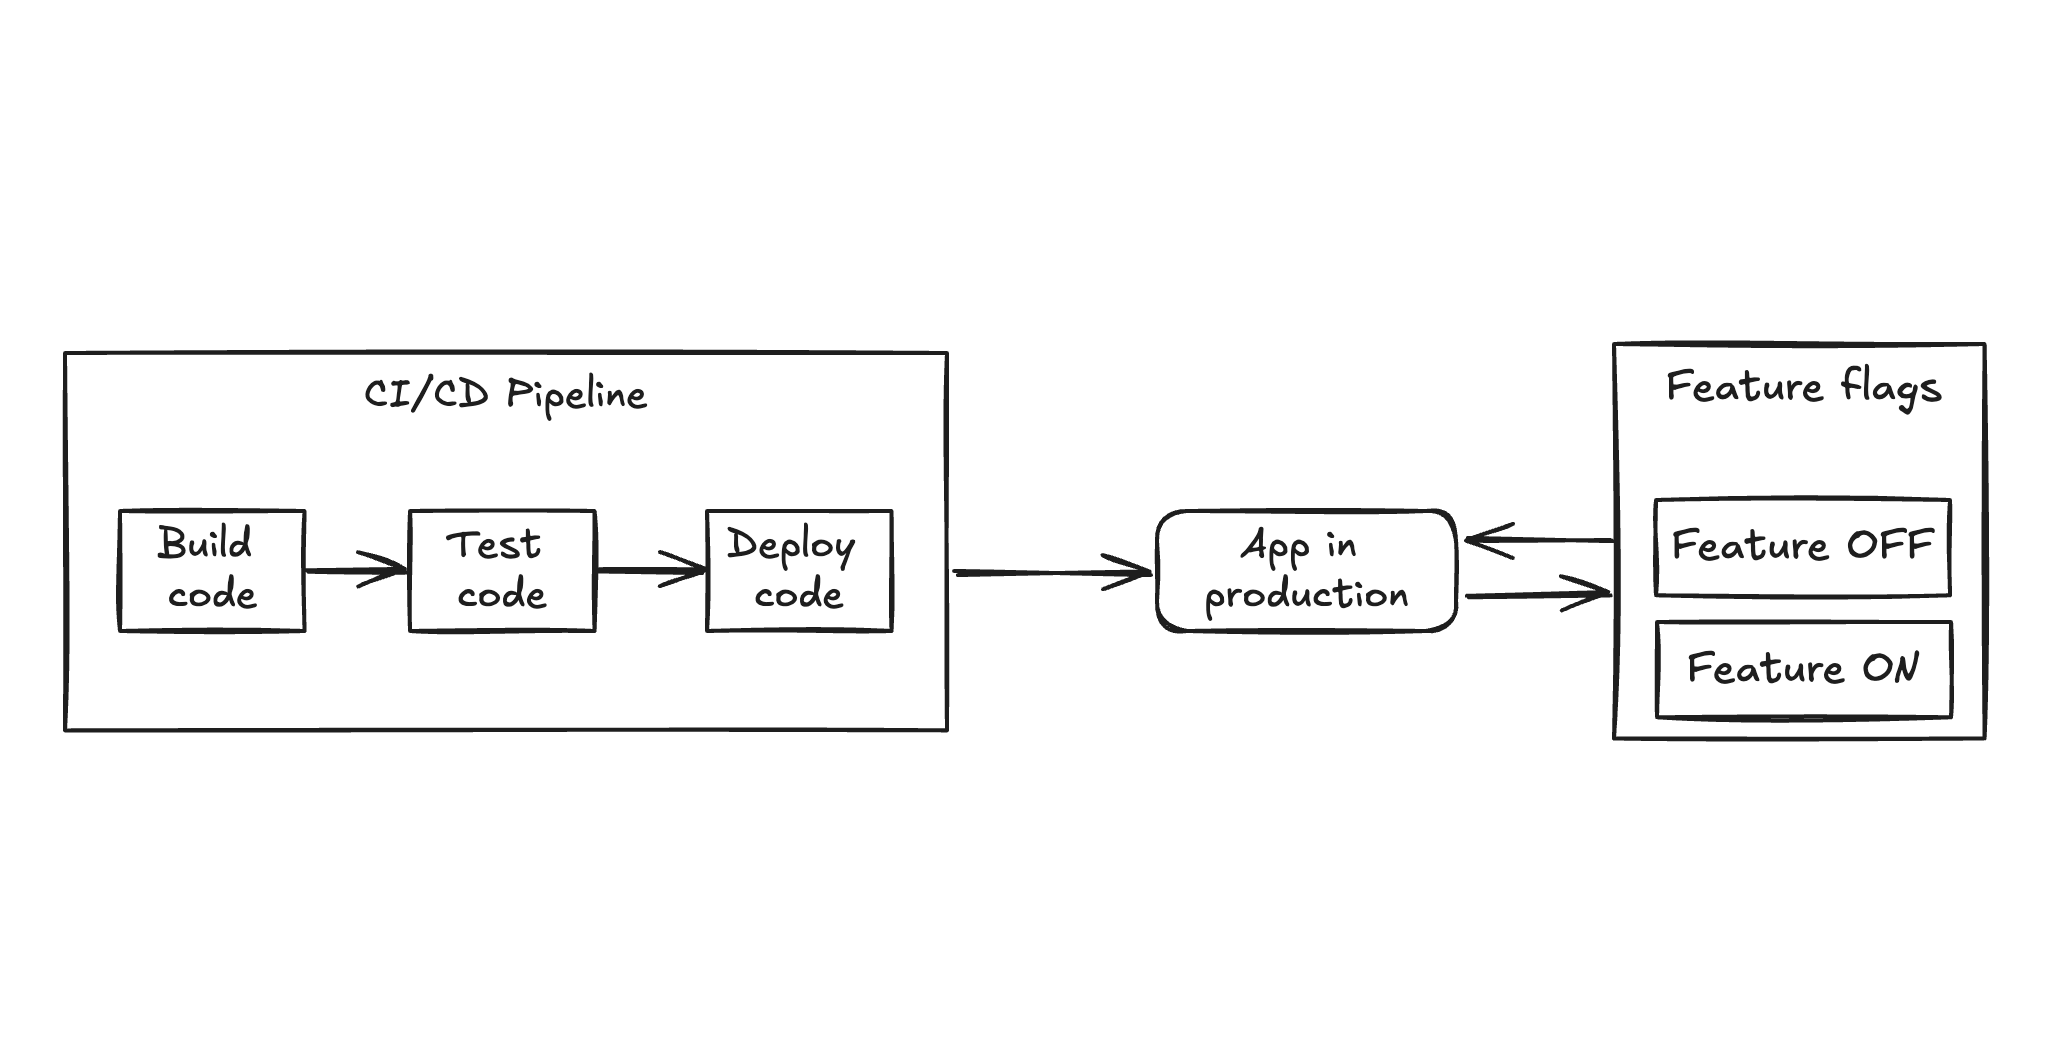 CI/CD Pipeline
Build
code
Test
code
Deploy
code
App in
production
Feature flags
Feature OFF
Feature ON